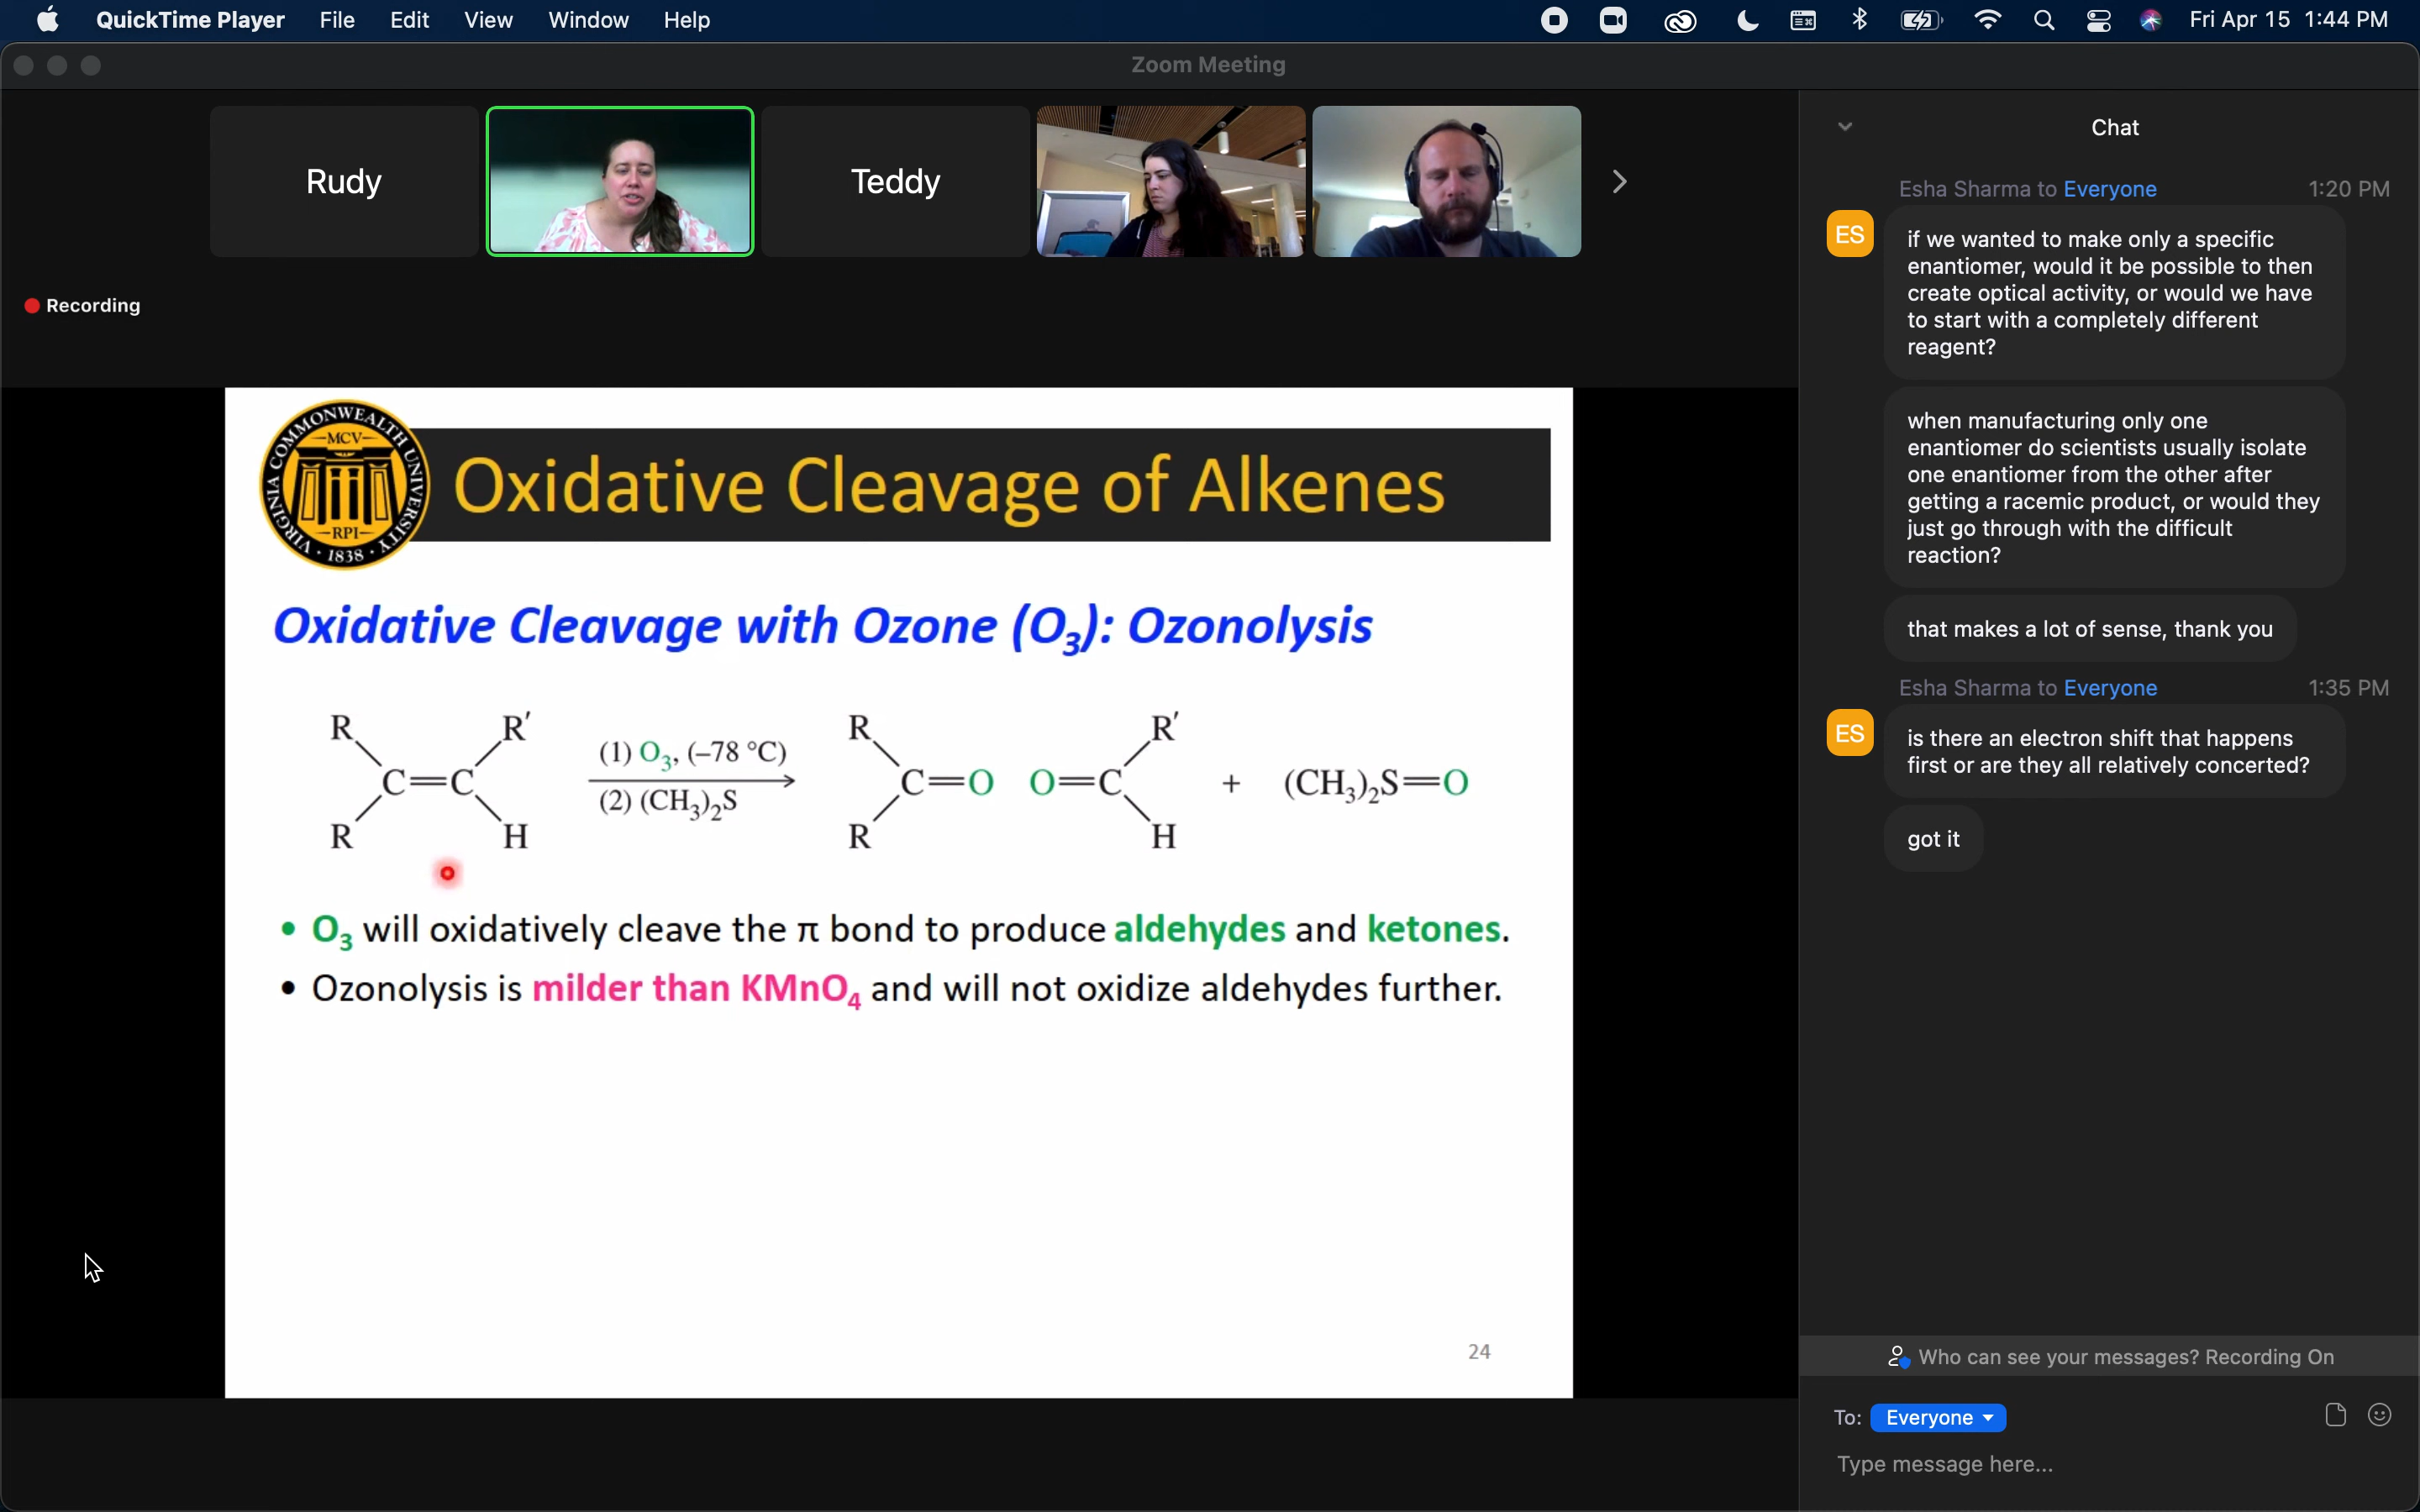 QuickTime Player File Edit View Window Help Fri Apr 15 1:44 PM
Zoom Meeting
Rudy
Teddy
Recording
VIRGINIA COMMONWEALTH UNIVERSITY
MCV
RPI
1838
Oxidative Cleavage of Alkenes
Oxidative Cleavage with Ozone (O₃): Ozonolysis
R R′ R R′
(1) O₃, (–78 °C)
C=C C=O O=C + (CH₃)₂S=O
(2) (CH₃)₂S
R H R H
• O₃ will oxidatively cleave the π bond to produce aldehydes and ketones.
• Ozonolysis is milder than KMnO₄ and will not oxidize aldehydes further.
24
Chat
Esha Sharma to Everyone 1:20 PM
ES
if we wanted to make only a specific
enantiomer, would it be possible to then
create optical activity, or would we have
to start with a completely different
reagent?
when manufacturing only one
enantiomer do scientists usually isolate
one enantiomer from the other after
getting a racemic product, or would they
just go through with the difficult
reaction?
that makes a lot of sense, thank you
Esha Sharma to Everyone 1:35 PM
ES
is there an electron shift that happens
first or are they all relatively concerted?
got it
Who can see your messages? Recording On
To: Everyone
Type message here...